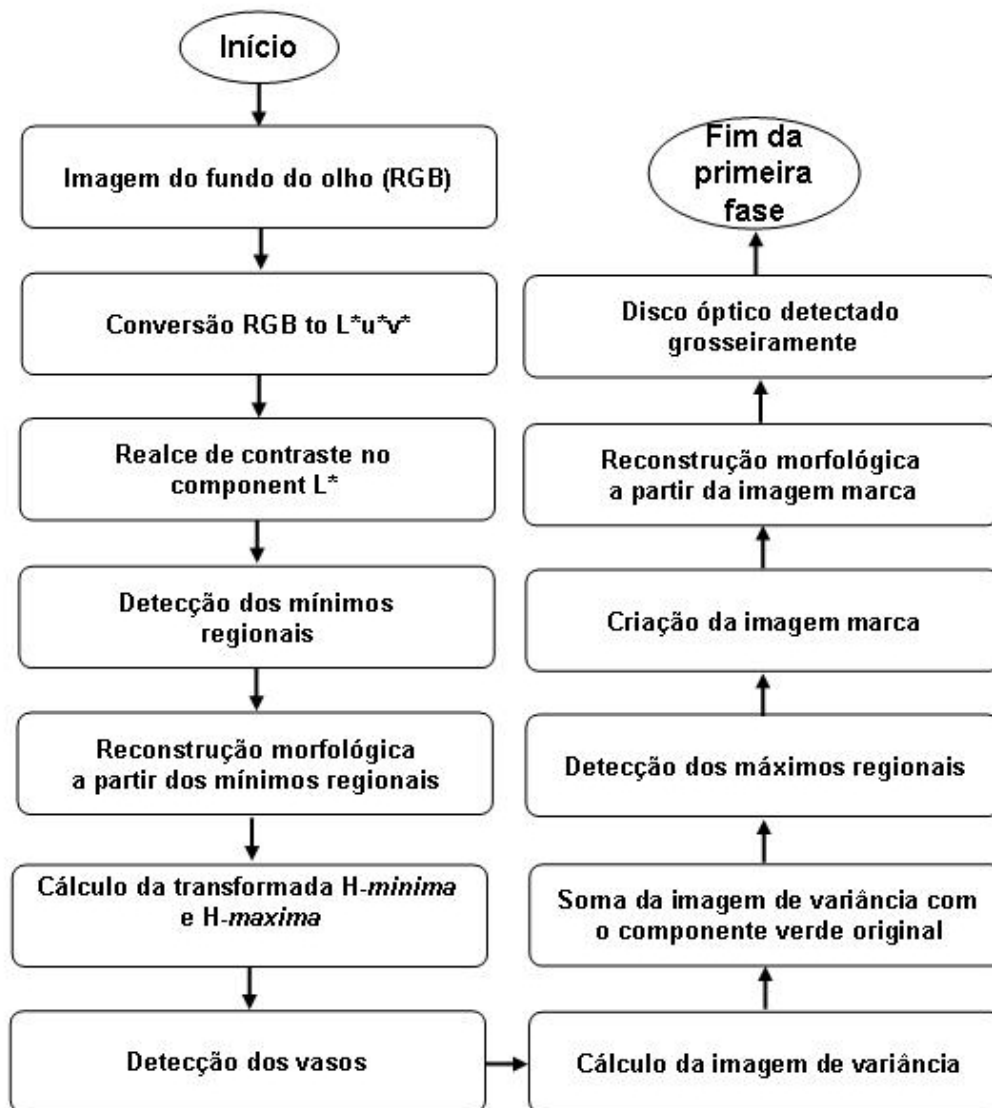 Início
Imagem do fundo do olho (RGB)
Conversão RGB to L*u*v*
Realce de contraste no
component L*
Detecção dos mínimos
regionais
Reconstrução morfológica
a partir dos mínimos regionais
Cálculo da transformada H-minima
e H-maxima
Detecção dos vasos
Cálculo da imagem de variância
Soma da imagem de variância com
o componente verde original
Detecção dos máximos regionais
Criação da imagem marca
Reconstrução morfológica
a partir da imagem marca
Disco óptico detectado
grosseiramente
Fim da
primeira
fase